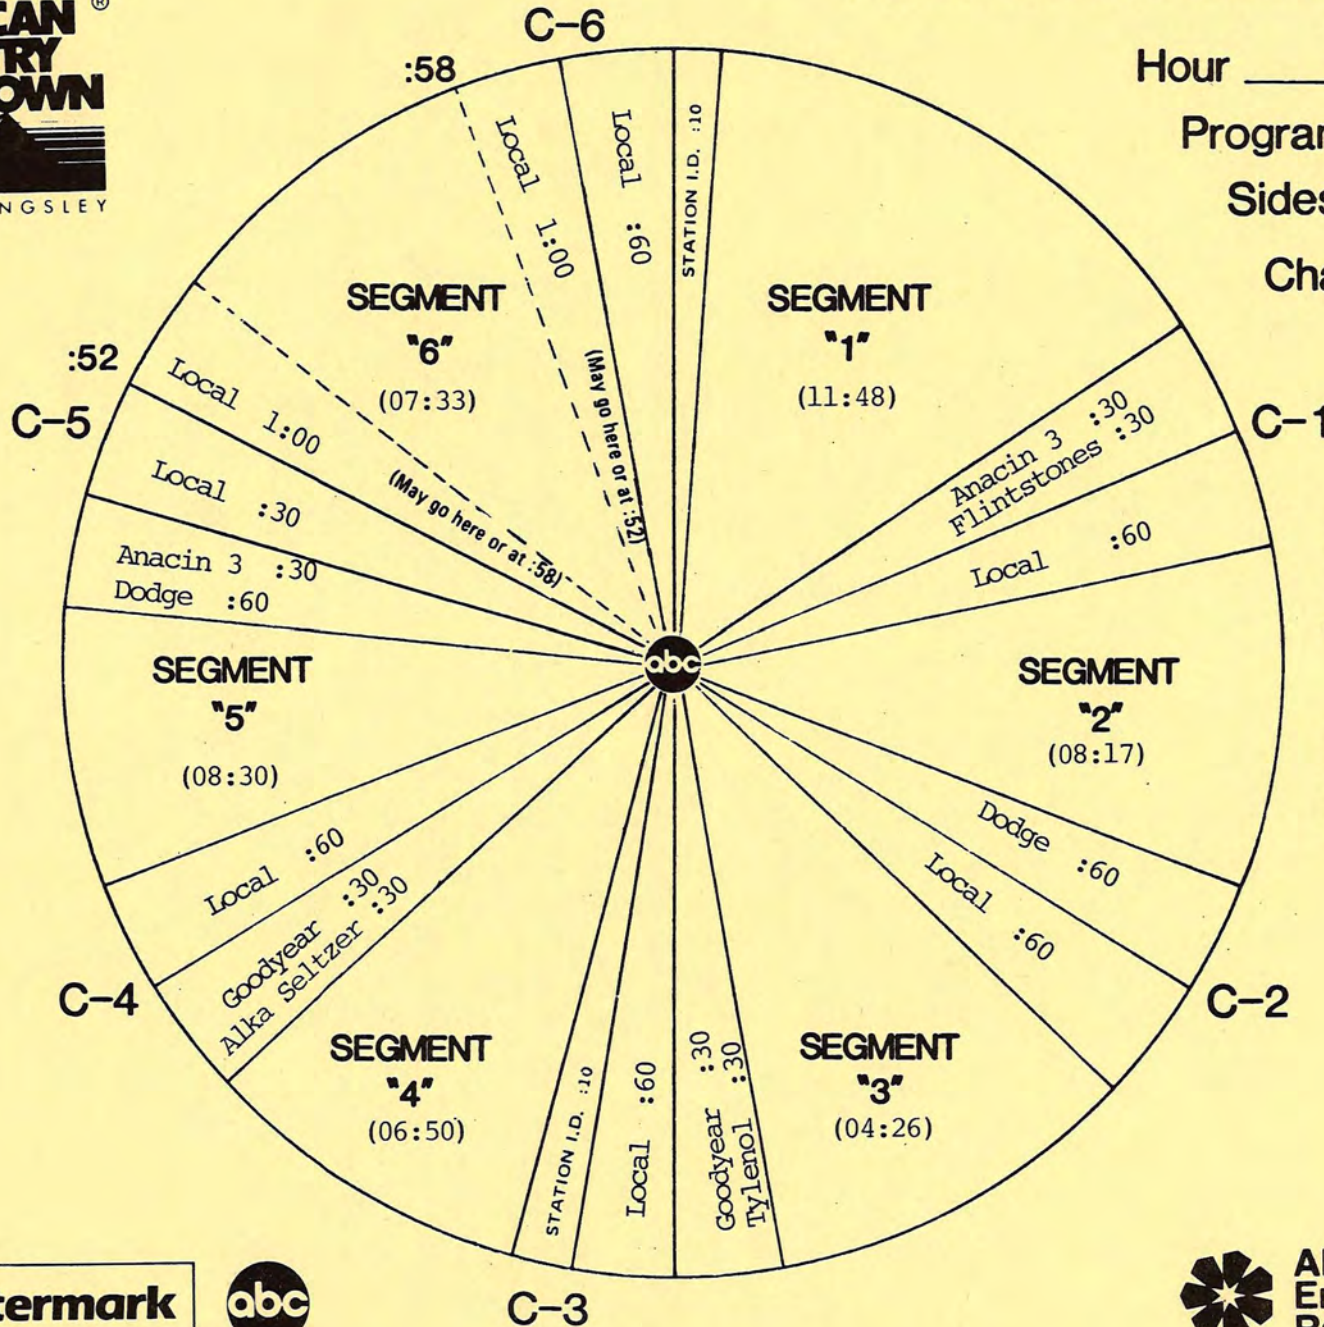 C-6
:58
Hour
NGSLEY
Local 1:00
(May go here or at :52)
Local :60
STATION I.D. :10
SEGMENT
"1"
(11:48)
C-1
Anacin 3 :30
Flintstones :30
Local :60
SEGMENT
"2"
(08:17)
Dodge :60
C-2
Local :60
SEGMENT
"3"
(04:26)
Goodyear :30
Tylenol :30
C-3
Local :60
STATION I.D. :10
SEGMENT
"4"
(06:50)
Goodyear :30
Alka Seltzer :30
C-4
Local :60
SEGMENT
"5"
(08:30)
Anacin 3 :30
Dodge :60
Local :30
C-5
:52
Local 1:00
(May go here or at :58)
SEGMENT
"6"
(07:33)
abc
termark
abc